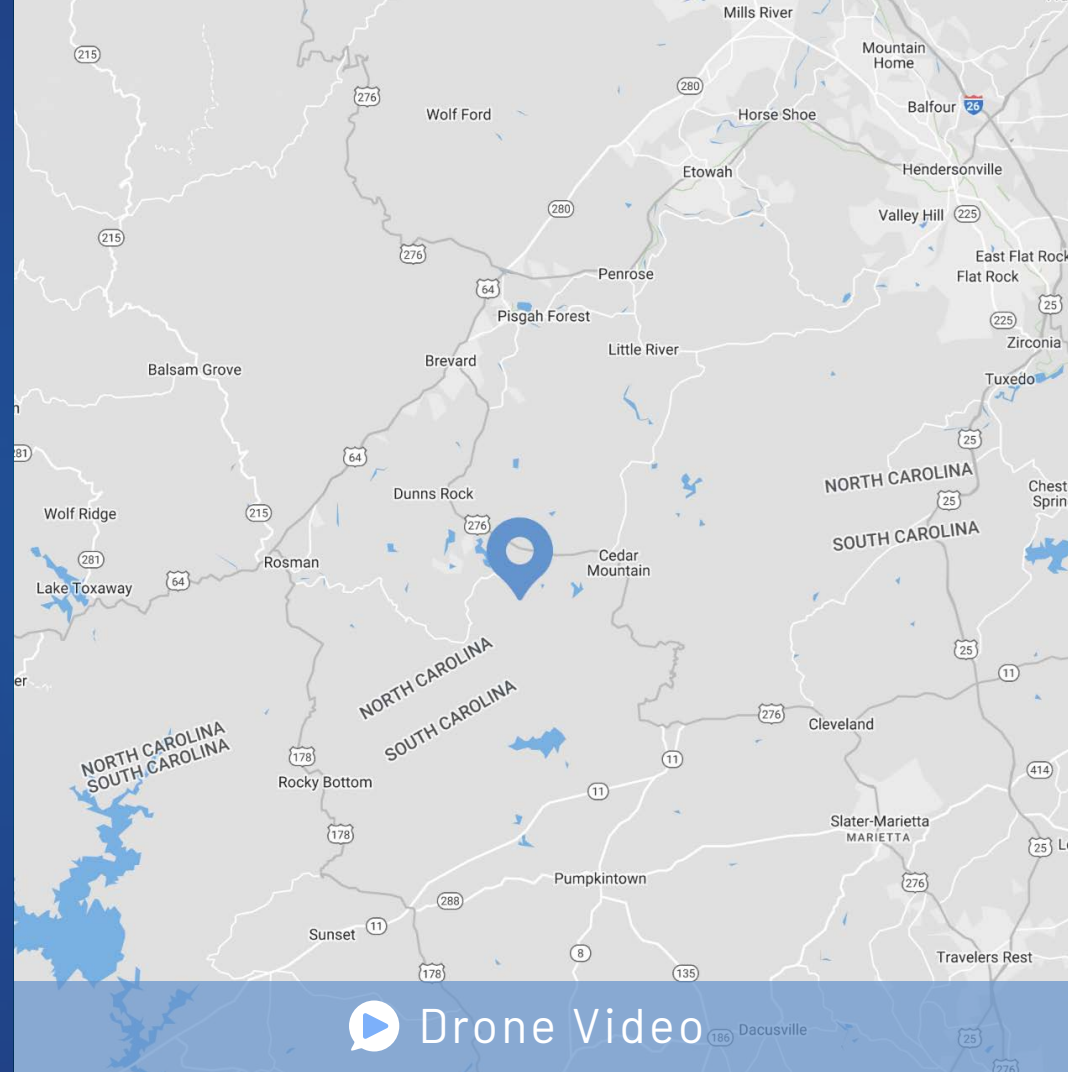 Mills River
215
Mountain
Home
276
280
Wolf Ford
Horse Shoe
Balfour
26
Etowah
Hendersonville
280
Valley Hill
225
215
276
East Flat Rock
Flat Rock
Penrose
64
25
Pisgah Forest
225
Little River
Zirconia
Brevard
Balsam Grove
Tuxedo
25
281
64
NORTH CAROLINA
Dunns Rock
25
Chest
Sprin
Wolf Ridge
215
276
SOUTH CAROLINA
281
Rosman
Cedar
Mountain
64
Lake Toxaway
NORTH CAROLINA
25
11
er
SOUTH CAROLINA
276
Cleveland
NORTH CAROLINA
SOUTH CAROLINA
178
11
Rocky Bottom
414
11
178
Slater-Marietta
MARIETTA
25
Pumpkintown
276
288
11
Sunset
8
Travelers Rest
178
135
Drone Video
186
Dacusville
25
276